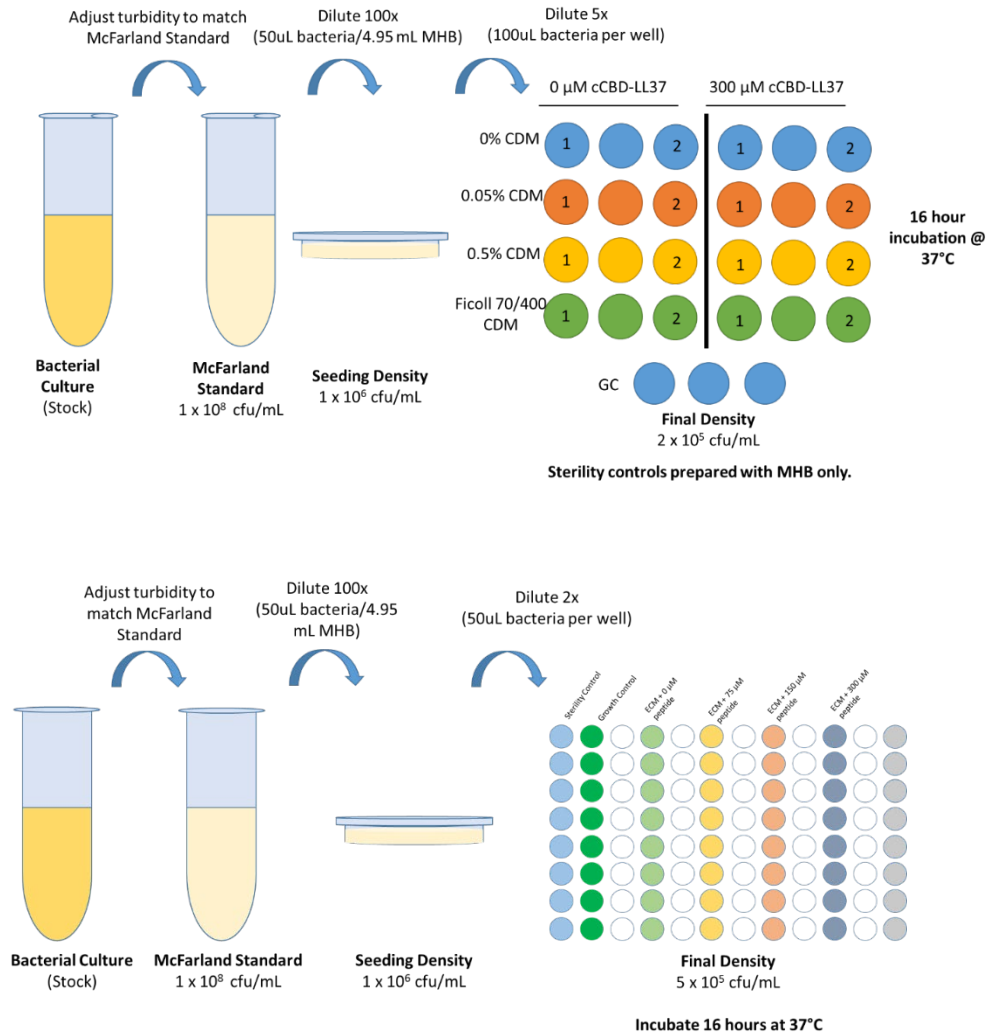 Adjust turbidity to match
McFarland Standard
Dilute 100x
(50uL bacteria/4.95 mL MHB)
Dilute 5x
(100uL bacteria per well)
0 µM cCBD-LL37
300 µM cCBD-LL37
0% CDM
1
2
1
2
0.05% CDM
1
2
1
2
0.5% CDM
1
2
1
2
Ficoll 70/400
CDM
1
2
1
2
16 hour
incubation @
37°C
GC
Bacterial
Culture
(Stock)
McFarland
Standard
1 x 10⁸ cfu/mL
Seeding Density
1 x 10⁶ cfu/mL
Final Density
2 x 10⁵ cfu/mL
Sterility controls prepared with MHB only.
Adjust turbidity to
match McFarland
Standard
Dilute 100x
(50uL bacteria/4.95
mL MHB)
Dilute 2x
(50uL bacteria per well)
Sterility Control
Growth Control
ECM + 0 µM
peptide
ECM + 75 µM
peptide
ECM + 150 µM
peptide
ECM + 300 µM
peptide
Bacterial Culture
(Stock)
McFarland Standard
1 x 10⁸ cfu/mL
Seeding Density
1 x 10⁶ cfu/mL
Final Density
5 x 10⁵ cfu/mL
Incubate 16 hours at 37°C